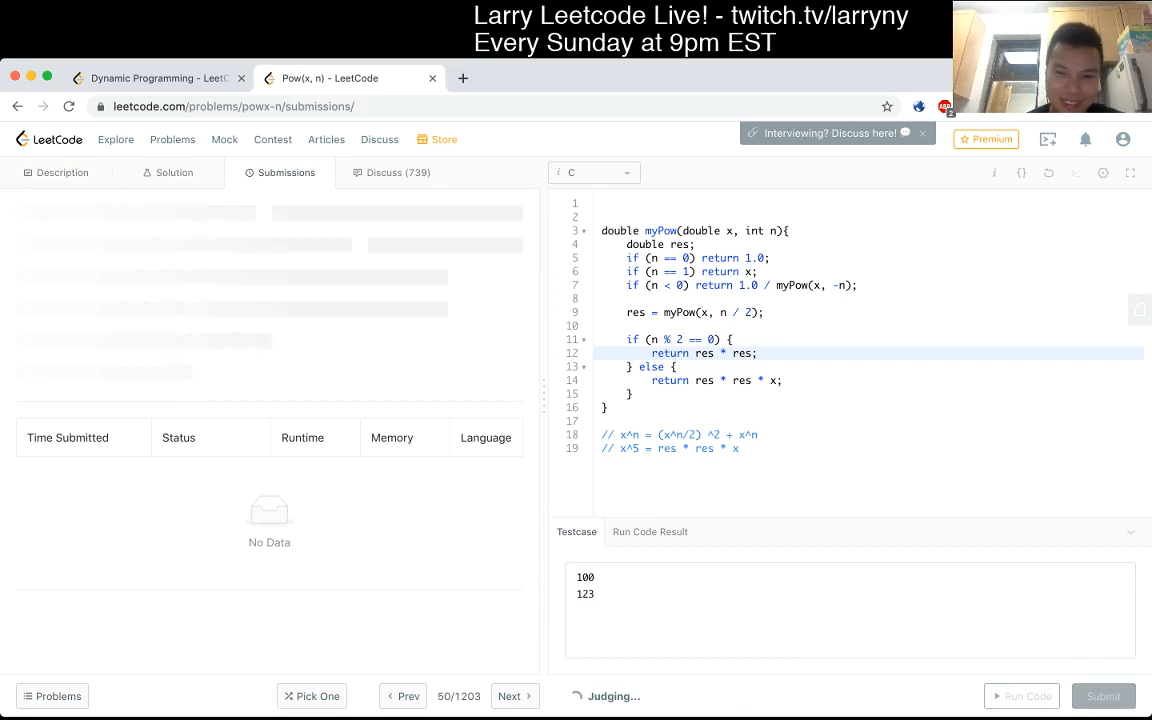 Larry Leetcode Live! - twitch.tv/larryny
Every Sunday at 9pm EST
Dynamic Programming - LeetC
Pow(x, n) - LeetCode
leetcode.com/problems/powx-n/submissions/
2
LeetCode
Explore
Problems
Mock
Contest
Articles
Discuss
Store
Interviewing? Discuss here!
Premium
Description
Solution
Submissions
Discuss (739)
i C
1
2
3 double myPow(double x, int n){
4 double res;
5 if (n == 0) return 1.0;
6 if (n == 1) return x;
7 if (n < 0) return 1.0 / myPow(x, -n);
8
9 res = myPow(x, n / 2);
10
11 if (n % 2 == 0) {
12 return res * res;
13 } else {
14 return res * res * x;
15 }
16 }
17
18 // x^n = (x^n/2) ^2 + x^n
19 // x^5 = res * res * x
Time Submitted
Status
Runtime
Memory
Language
No Data
Testcase
Run Code Result
100
123
Problems
Pick One
Prev
50/1203
Next
Judging...
Run Code
Submit